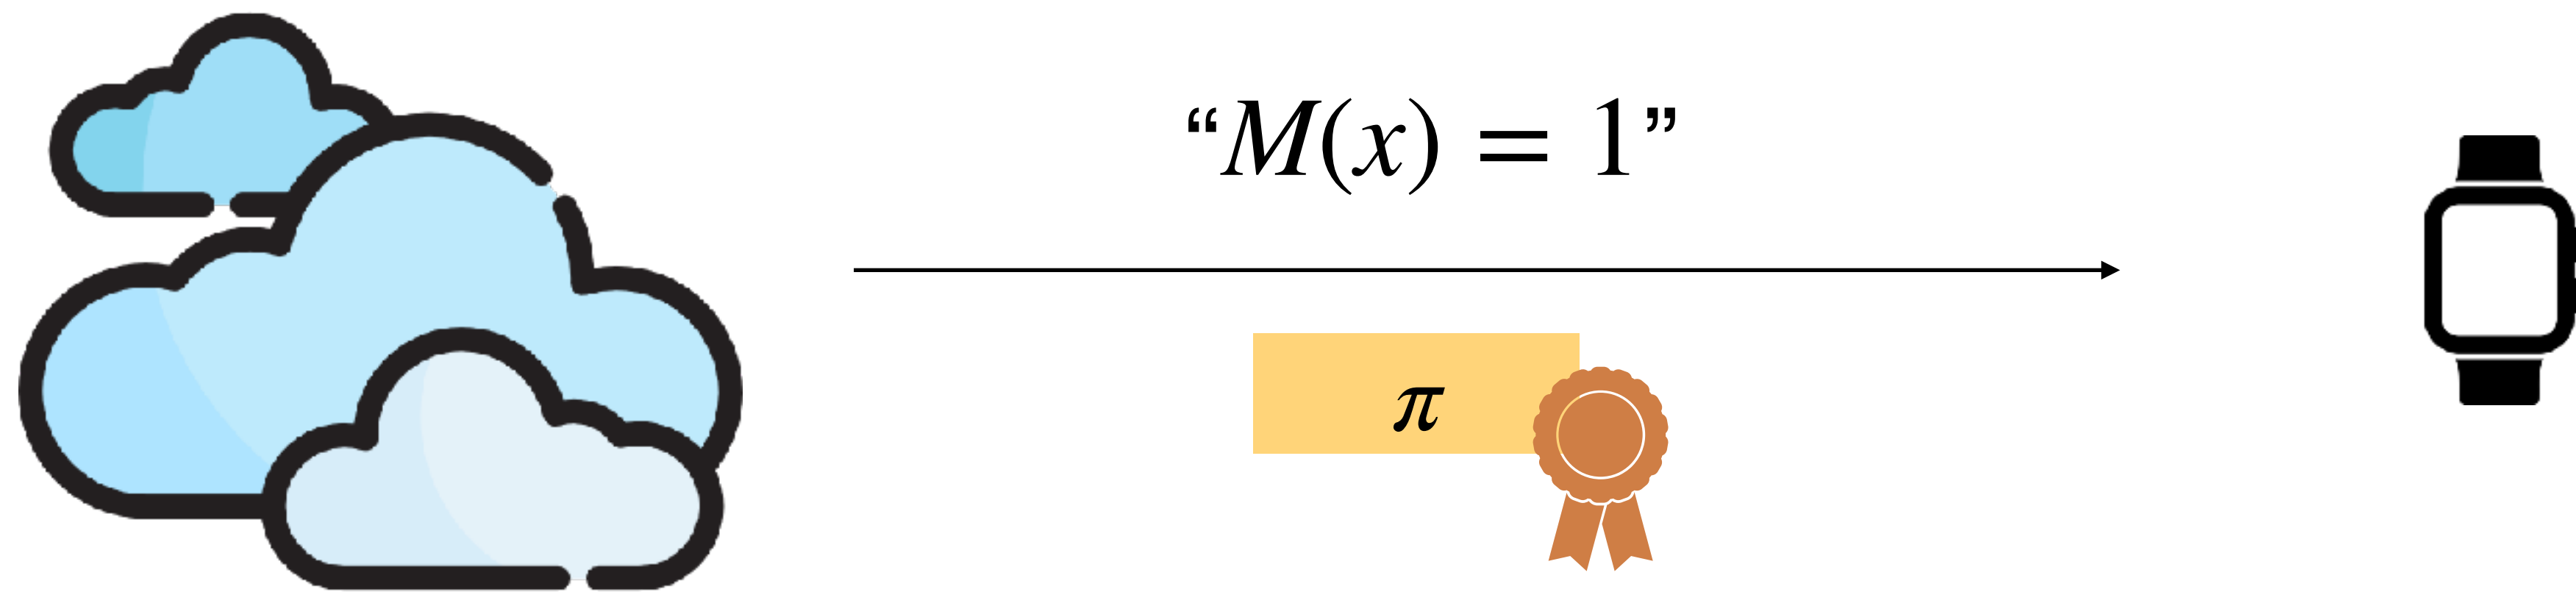 “M(x) = 1”
π